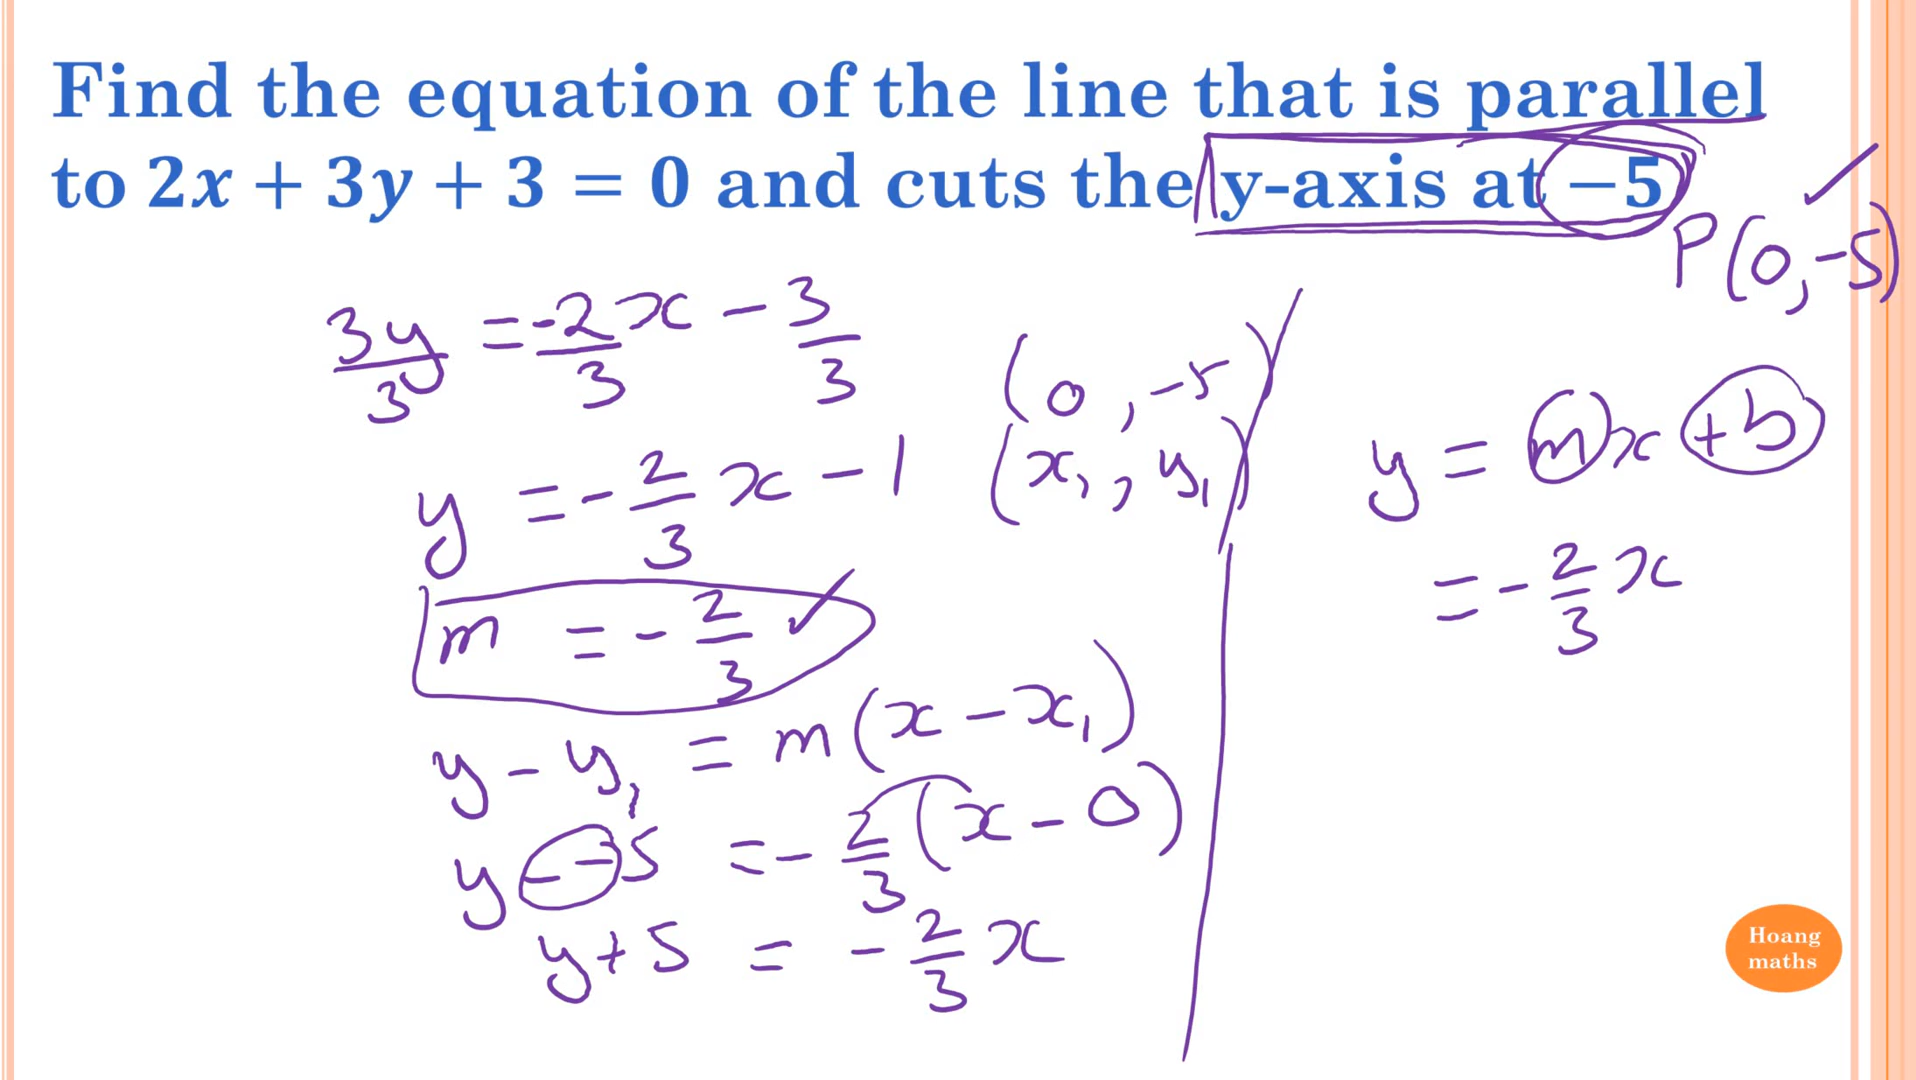 Find the equation of the line that is parallel
to 2x + 3y + 3 = 0 and cuts the y-axis at −5
P(0, -5)
3y/3 = -2/3 x - 3/3
y = - 2/3 x - 1
m = - 2/3
y - y₁ = m(x - x₁)
y - -5 = - 2/3 (x - 0)
y + 5 = - 2/3 x
(0, -5)
(x₁, y₁)
y = mx + b
= - 2/3 x
Hoang
maths